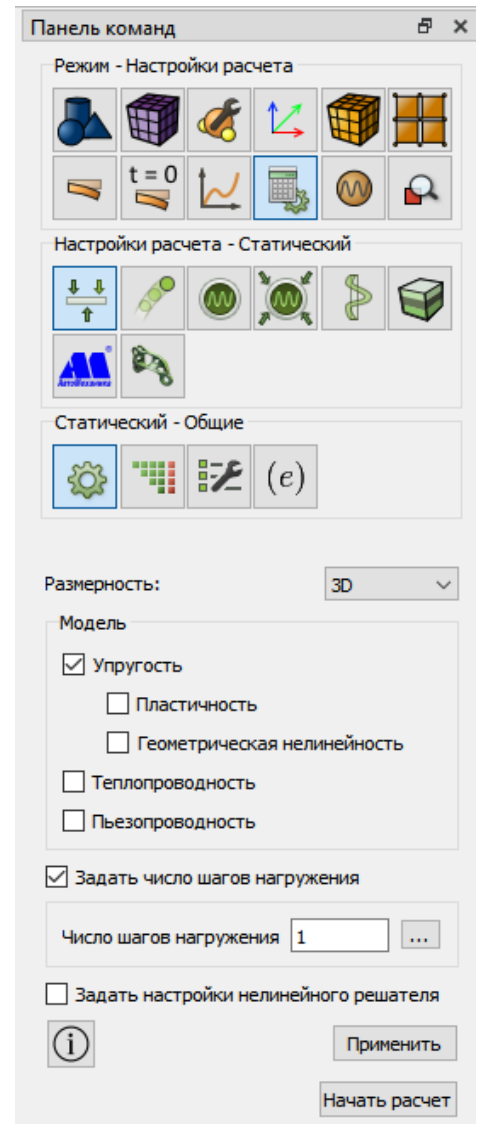 Панель команд
Режим - Настройки расчета
t = 0
Настройки расчета - Статический
АвтоМеханика
Статический - Общие
(e)
Размерность: 3D
Модель
Упругость
Пластичность
Геометрическая нелинейность
Теплопроводность
Пьезопроводность
Задать число шагов нагружения
Число шагов нагружения 1 ...
Задать настройки нелинейного решателя
i Применить
Начать расчет